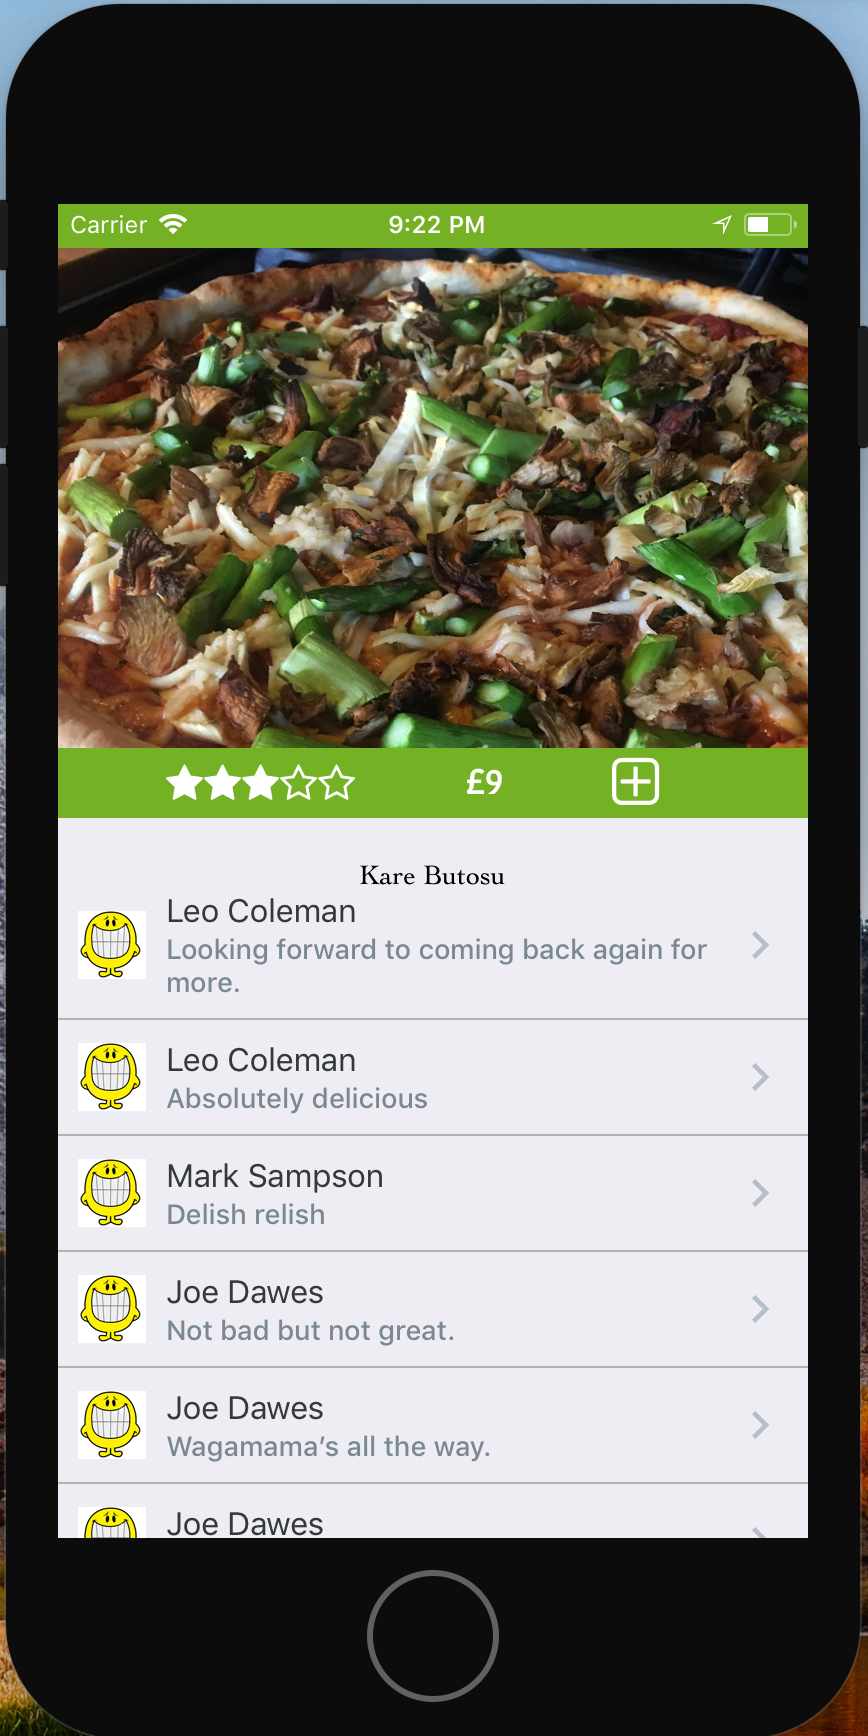 Carrier 9:22 PM
£9
Kare Butosu
Leo Coleman
Looking forward to coming back again for
more.
Leo Coleman
Absolutely delicious
Mark Sampson
Delish relish
Joe Dawes
Not bad but not great.
Joe Dawes
Wagamama’s all the way.
Joe Dawes